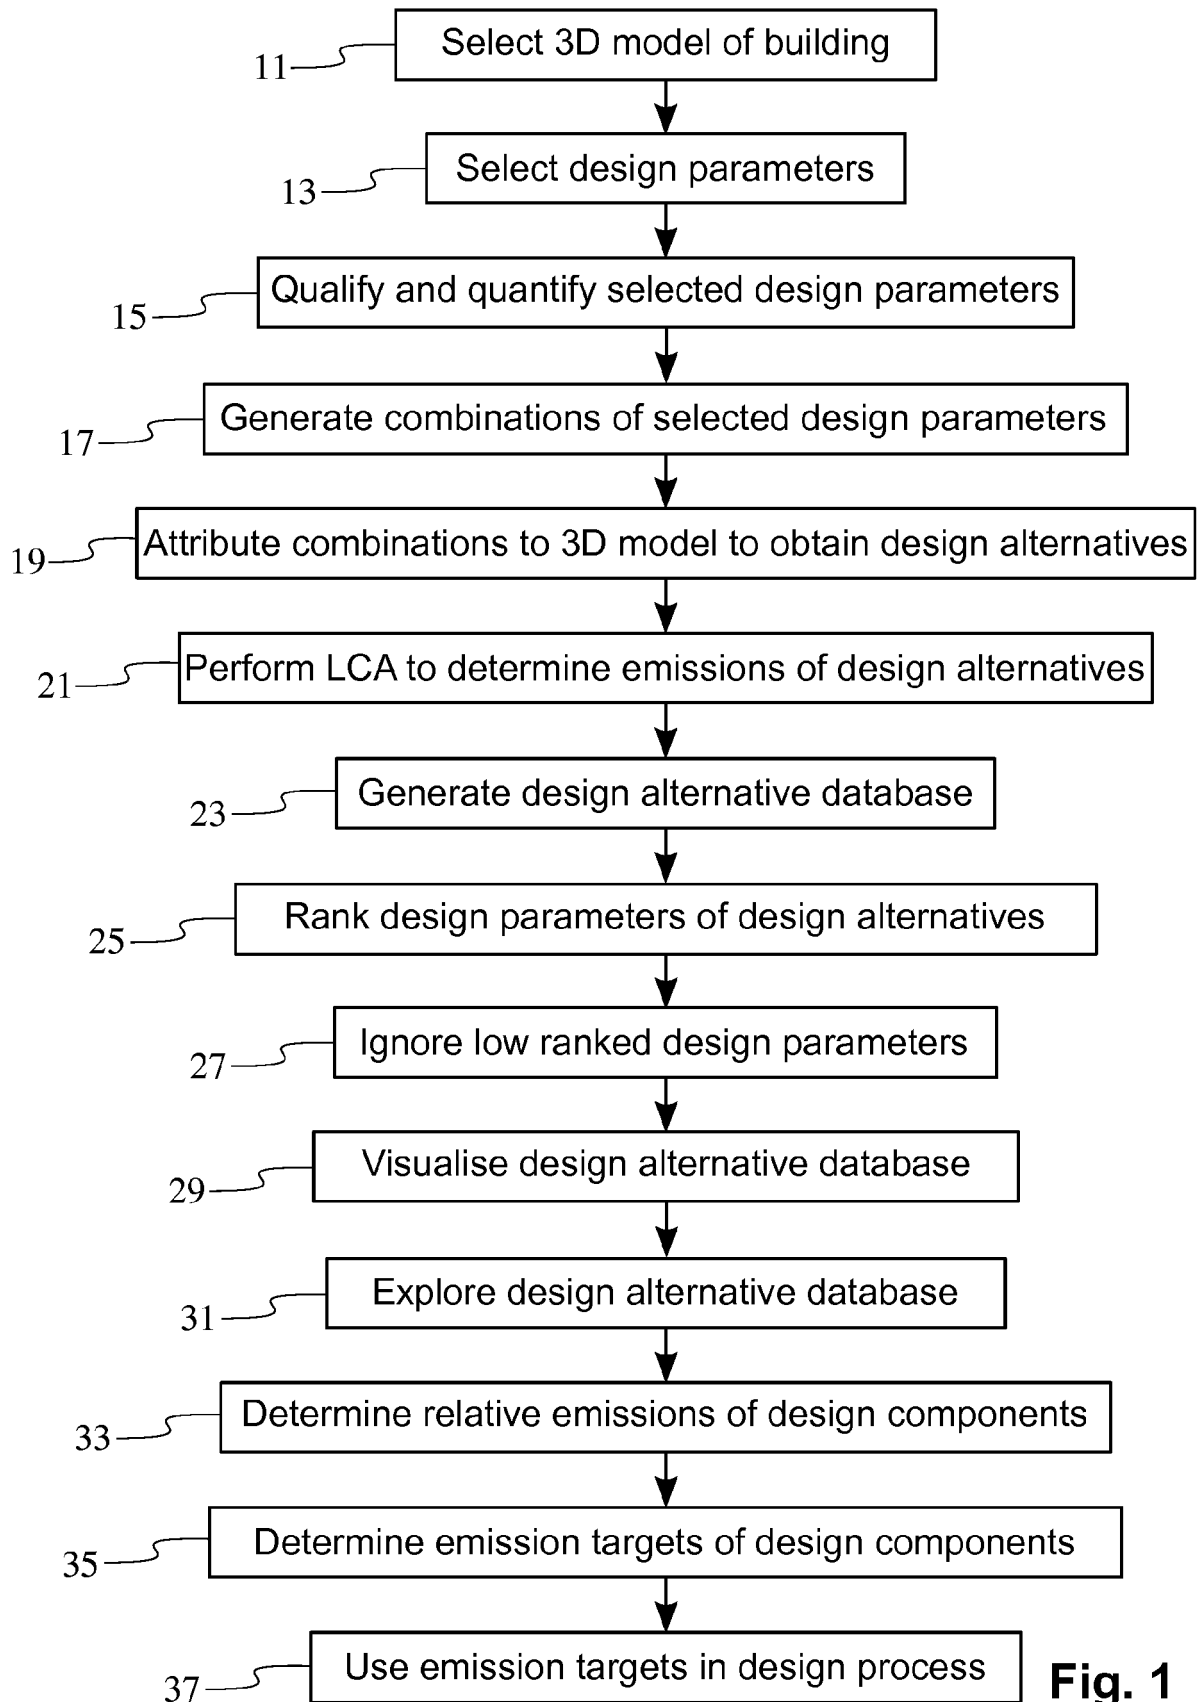 Select 3D model of building
11
Select design parameters
13
Qualify and quantify selected design parameters
15
Generate combinations of selected design parameters
17
Attribute combinations to 3D model to obtain design alternatives
19
Perform LCA to determine emissions of design alternatives
21
Generate design alternative database
23
Rank design parameters of design alternatives
25
Ignore low ranked design parameters
27
Visualise design alternative database
29
Explore design alternative database
31
Determine relative emissions of design components
33
Determine emission targets of design components
35
Use emission targets in design process
37
Fig. 1